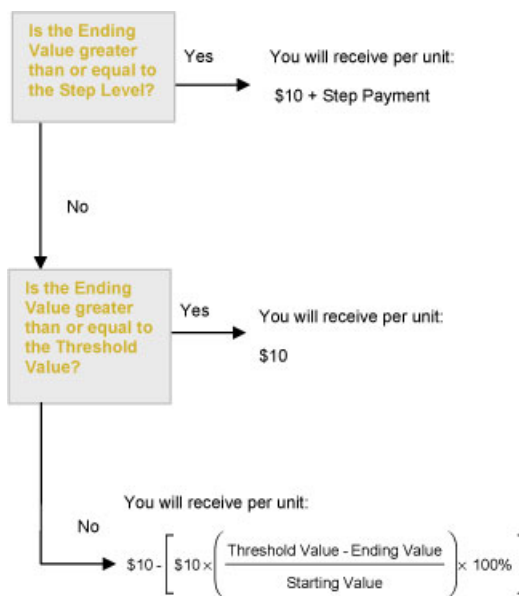 Is the Ending
Value greater
than or equal to
the Step Level?
Yes
You will receive per unit:
$10 + Step Payment
No
Is the Ending
Value greater
than or equal to
the Threshold
Value?
Yes
You will receive per unit:
$10
No
You will receive per unit:
$10 - [ $10 × ( Threshold Value - Ending Value / Starting Value ) × 100% ]